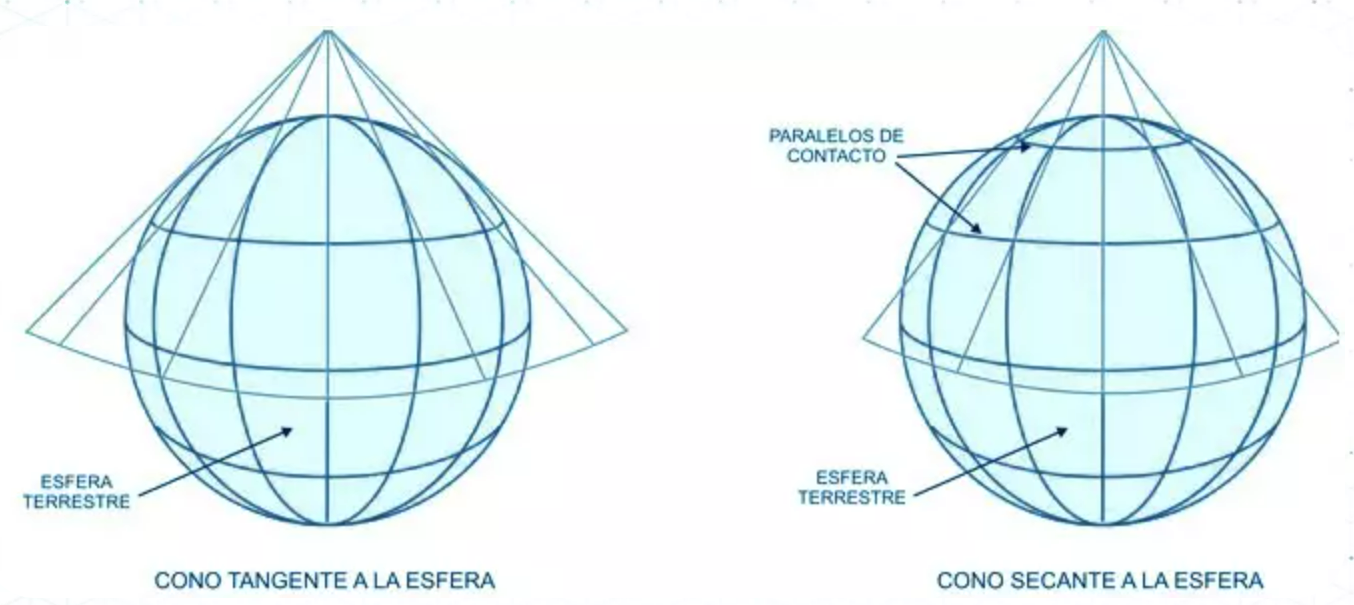 ESFERA
TERRESTRE
CONO TANGENTE A LA ESFERA
PARALELOS DE
CONTACTO
ESFERA
TERRESTRE
CONO SECANTE A LA ESFERA